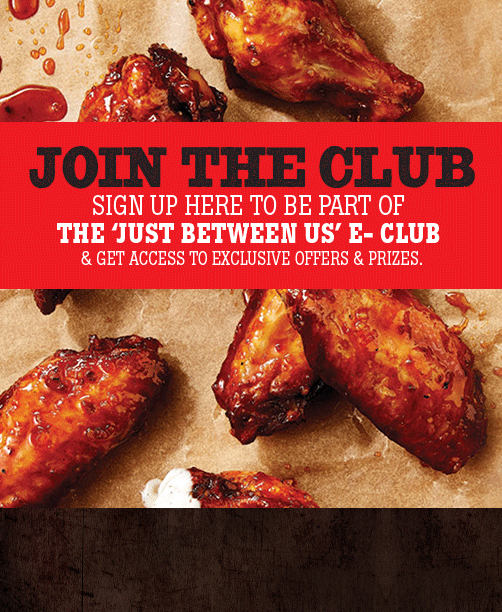 JOIN THE CLUB
SIGN UP HERE TO BE PART OF
THE ‘JUST BETWEEN US’ E- CLUB
& GET ACCESS TO EXCLUSIVE OFFERS & PRIZES.